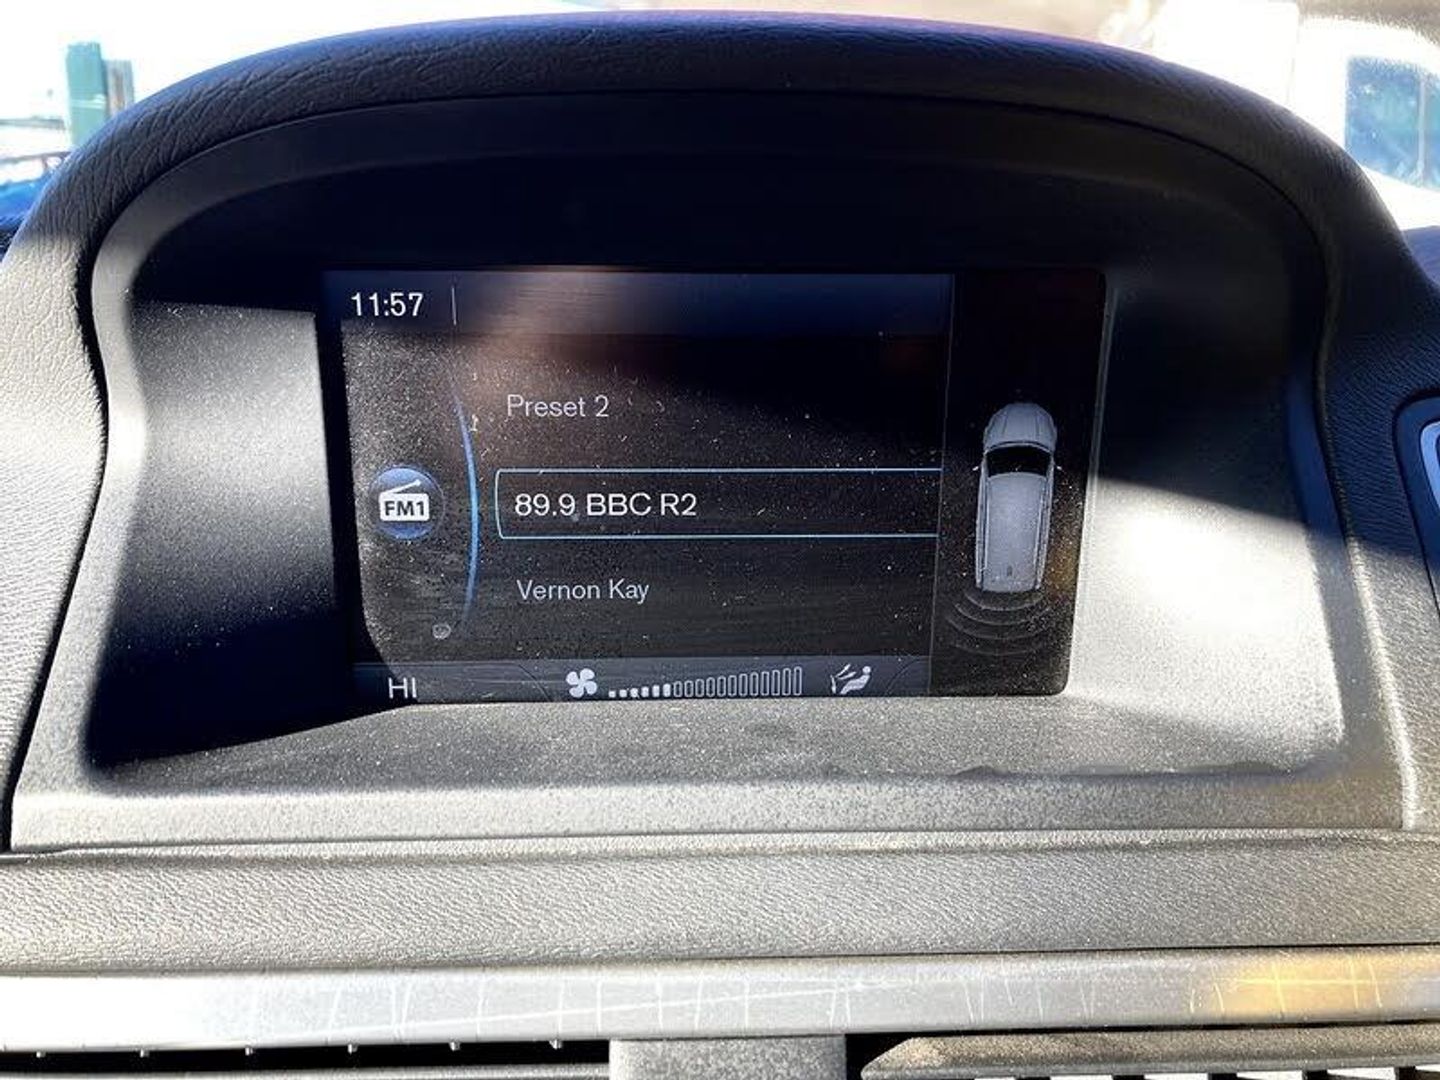 11:57
Preset 2
FM1
89.9 BBC R2
Vernon Kay
HI